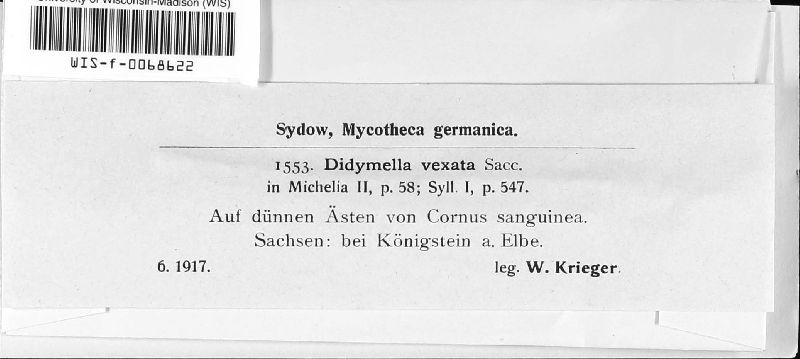 University of Wisconsin-Madison (WIS)
WIS-f-0068622
Sydow, Mycotheca germanica.
1553. Didymella vexata Sacc.
in Michelia II, p. 58; Syll. I, p. 547.
Auf dünnen Ästen von Cornus sanguinea.
Sachsen: bei Königstein a. Elbe.
6. 1917. leg. W. Krieger.